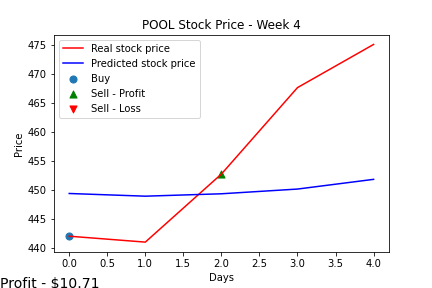 POOL Stock Price - Week 4
Real stock price
Predicted stock price
Buy
Sell - Profit
Sell - Loss
475
470
465
460
455
450
445
440
Price
0.0 0.5 1.0 1.5 2.0 2.5 3.0 3.5 4.0
Days
Profit - $10.71